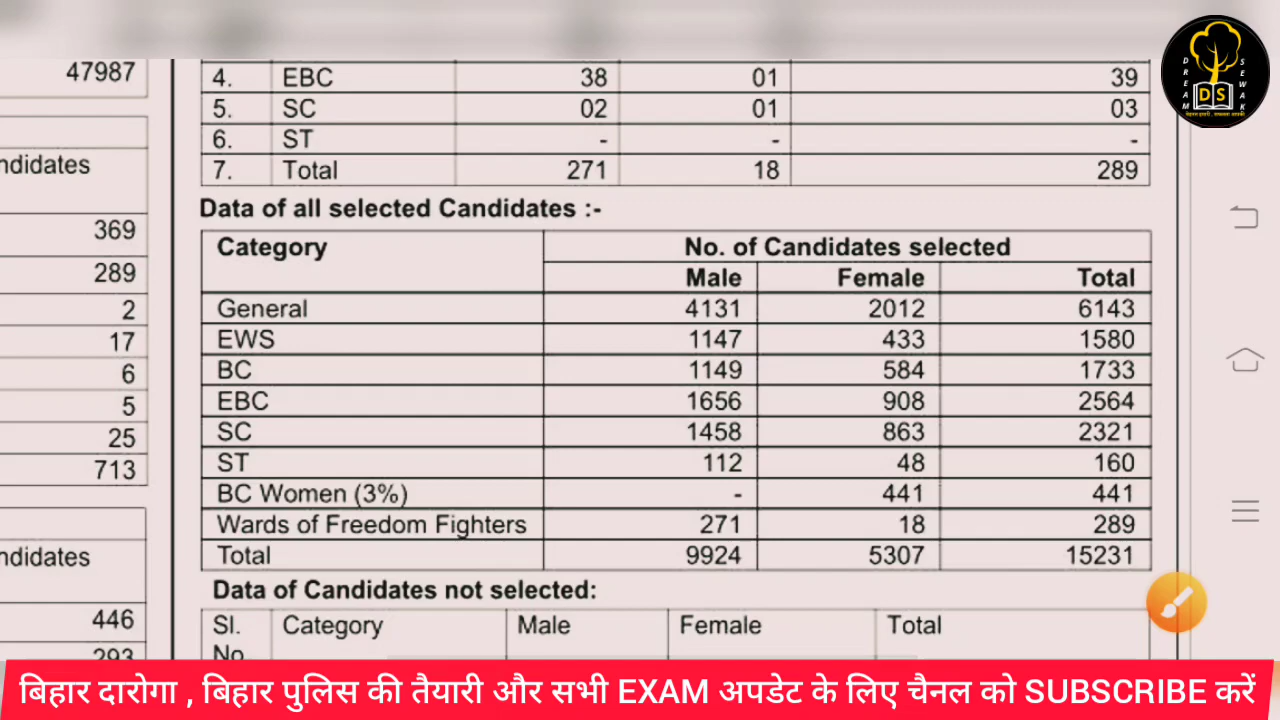 47987
ndidates
369
289
2
17
6
5
25
713
ndidates
446
293
4. EBC 38 01 39
5. SC 02 01 03
6. ST - - -
7. Total 271 18 289
Data of all selected Candidates :-
Category No. of Candidates selected
Male Female Total
General 4131 2012 6143
EWS 1147 433 1580
BC 1149 584 1733
EBC 1656 908 2564
SC 1458 863 2321
ST 112 48 160
BC Women (3%) - 441 441
Wards of Freedom Fighters 271 18 289
Total 9924 5307 15231
Data of Candidates not selected:
Sl. No Category Male Female Total
DREAM DS SEWAK
बिहार दारोगा , बिहार पुलिस की तैयारी और सभी EXAM अपडेट के लिए चैनल को SUBSCRIBE करें